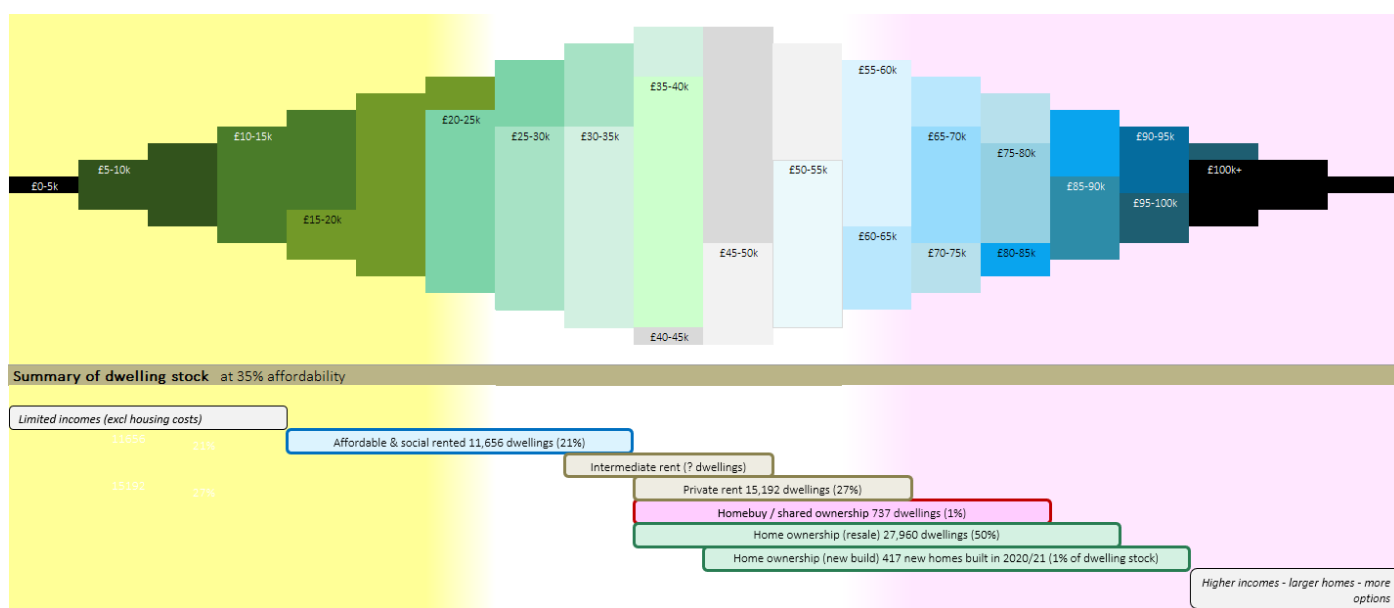 £0-5k
£5-10k
£10-15k
£15-20k
£20-25k
£25-30k
£30-35k
£35-40k
£40-45k
£45-50k
£50-55k
£55-60k
£60-65k
£65-70k
£70-75k
£75-80k
£80-85k
£85-90k
£90-95k
£95-100k
£100k+
Summary of dwelling stock at 35% affordability
Limited incomes (excl housing costs)
11656 21%
Affordable & social rented 11,656 dwellings (21%)
Intermediate rent (? dwellings)
15192 27%
Private rent 15,192 dwellings (27%)
Homebuy / shared ownership 737 dwellings (1%)
Home ownership (resale) 27,960 dwellings (50%)
Home ownership (new build) 417 new homes built in 2020/21 (1% of dwelling stock)
Higher incomes - larger homes - more
options